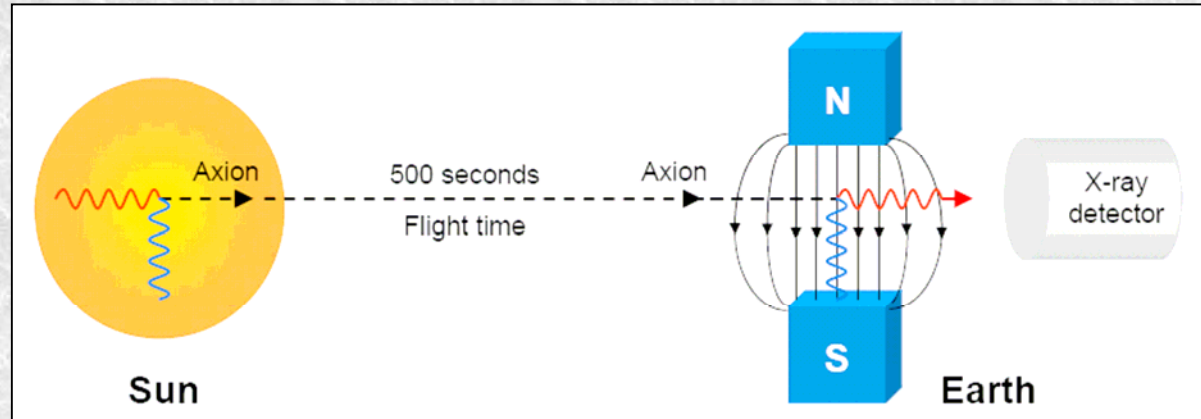 N
Axion
500 seconds
Axion
Flight time
X-ray
detector
S
Sun
Earth